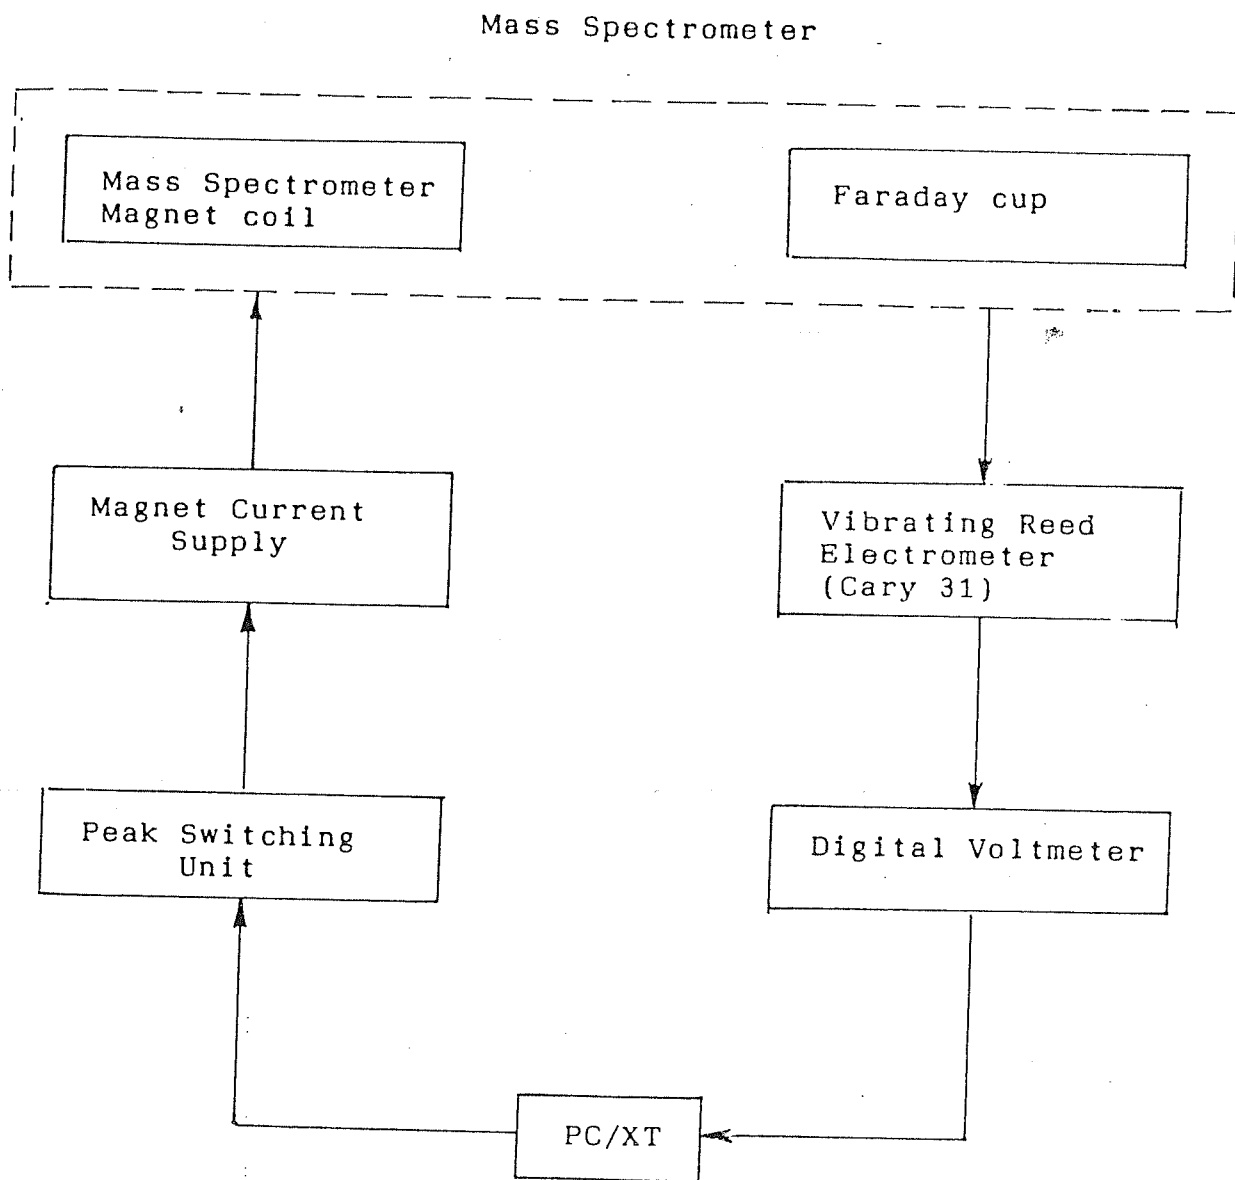 Mass Spectrometer
Mass Spectrometer
Magnet coil
Faraday cup
Magnet Current
Supply
Vibrating Reed
Electrometer
(Cary 31)
Peak Switching
Unit
Digital Voltmeter
PC/XT